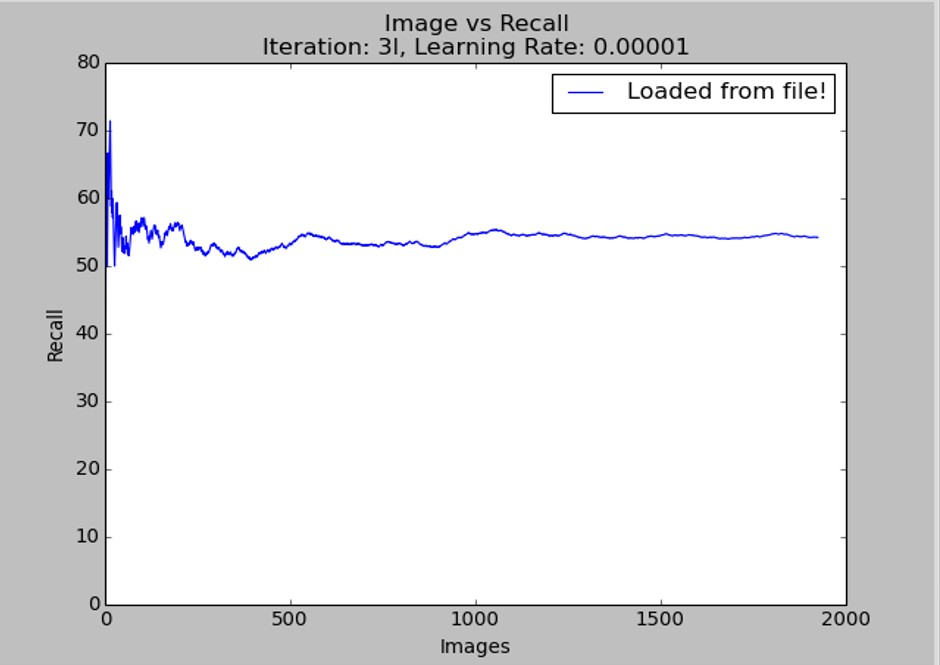 Image vs Recall
Iteration: 3l, Learning Rate: 0.00001
Loaded from file!
80
70
60
50
40
30
20
10
0
Recall
0 500 1000 1500 2000
Images